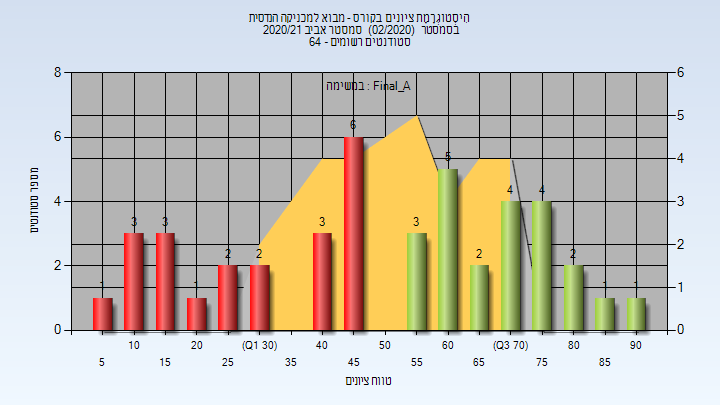 היסטוגרמת ציונים בקורס - מבוא למכניקה הנדסית
בסמסטר (02/2020) סמסטר אביב 2020/21
סטודנטים רשומים - 64
במשימה : Final_A
8 6
5
6
4
4 3
2
2
1
0 0
1 3 3 1 2 2 3 6 3 5 2 4 4 2 1 1
מספר סטודנטים
10 20 (Q1 30) 40 50 60 (Q3 70) 80 90
5 15 25 35 45 55 65 75 85
טווח ציונים